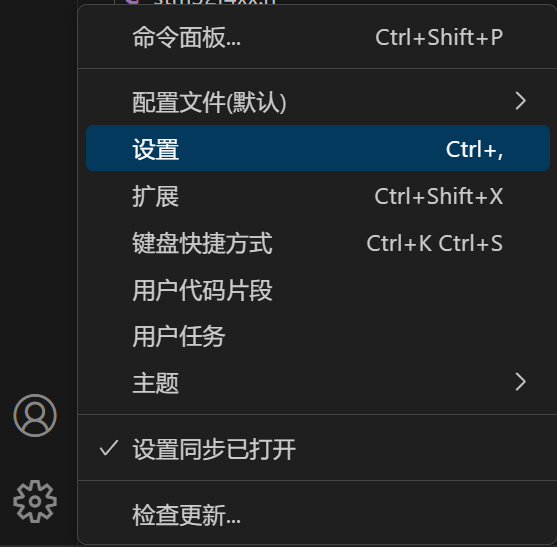 命令面板... Ctrl+Shift+P
配置文件(默认)
设置 Ctrl+,
扩展 Ctrl+Shift+X
键盘快捷方式 Ctrl+K Ctrl+S
用户代码片段
用户任务
主题
设置同步已打开
检查更新...